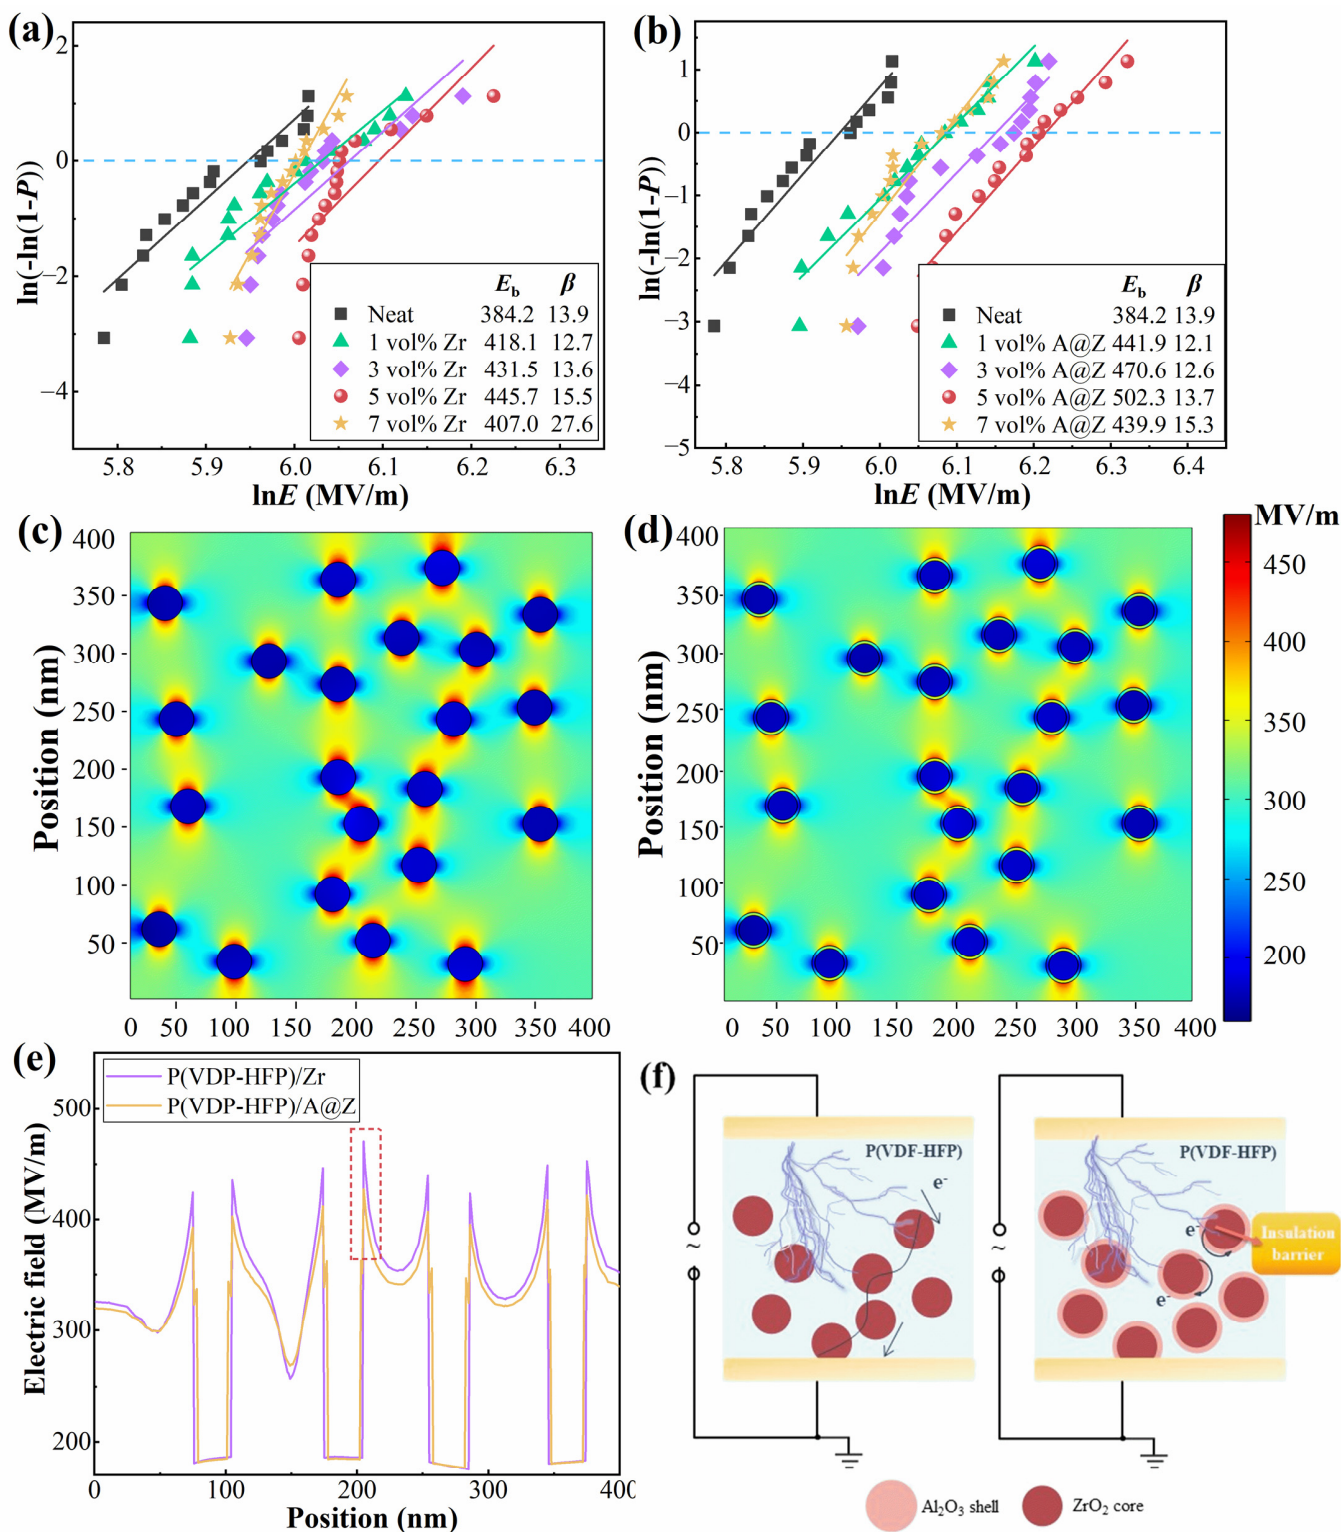 (a)
2
0
−2
−4
ln(-ln(1-P))
E_b β
Neat 384.2 13.9
1 vol% Zr 418.1 12.7
3 vol% Zr 431.5 13.6
5 vol% Zr 445.7 15.5
7 vol% Zr 407.0 27.6
5.8 5.9 6.0 6.1 6.2 6.3
lnE (MV/m)
(b)
1
0
−1
−2
−3
−4
−5
ln(-ln(1-P))
E_b β
Neat 384.2 13.9
1 vol% A@Z 441.9 12.1
3 vol% A@Z 470.6 12.6
5 vol% A@Z 502.3 13.7
7 vol% A@Z 439.9 15.3
5.8 5.9 6.0 6.1 6.2 6.3 6.4
lnE (MV/m)
(c)
400
350
300
250
200
150
100
50
Position (nm)
0 50 100 150 200 250 300 350 400
(d)
400
350
300
250
200
150
100
50
Position (nm)
0 50 100 150 200 250 300 350 400
MV/m
450
400
350
300
250
200
(e)
P(VDP-HFP)/Zr
P(VDP-HFP)/A@Z
500
400
300
200
Electric field (MV/m)
0 100 200 300 400
Position (nm)
(f)
P(VDF-HFP)
e⁻
~
P(VDF-HFP)
e⁻
e⁻
~
Insulation
barrier
Al₂O₃ shell
ZrO₂ core